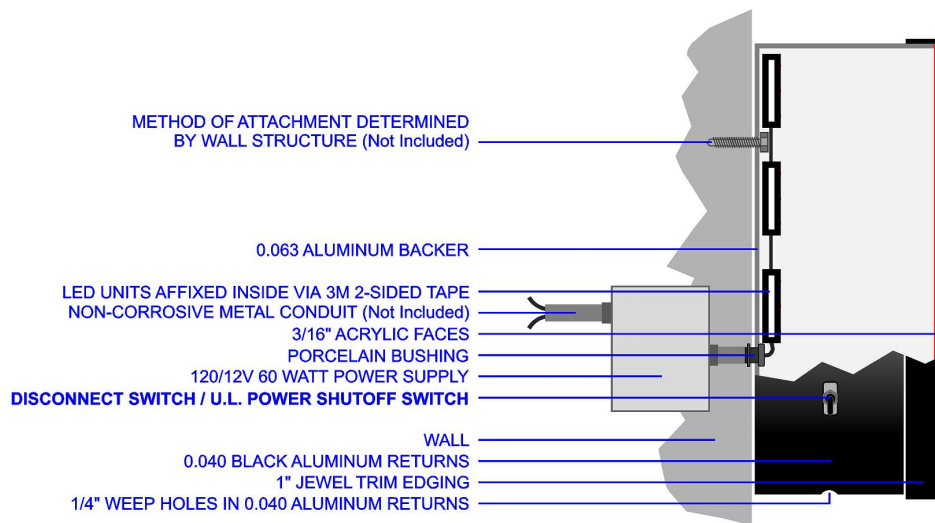 METHOD OF ATTACHMENT DETERMINED
BY WALL STRUCTURE (Not Included)
0.063 ALUMINUM BACKER
LED UNITS AFFIXED INSIDE VIA 3M 2-SIDED TAPE
NON-CORROSIVE METAL CONDUIT (Not Included)
3/16" ACRYLIC FACES
PORCELAIN BUSHING
120/12V 60 WATT POWER SUPPLY
DISCONNECT SWITCH / U.L. POWER SHUTOFF SWITCH
WALL
0.040 BLACK ALUMINUM RETURNS
1" JEWEL TRIM EDGING
1/4" WEEP HOLES IN 0.040 ALUMINUM RETURNS